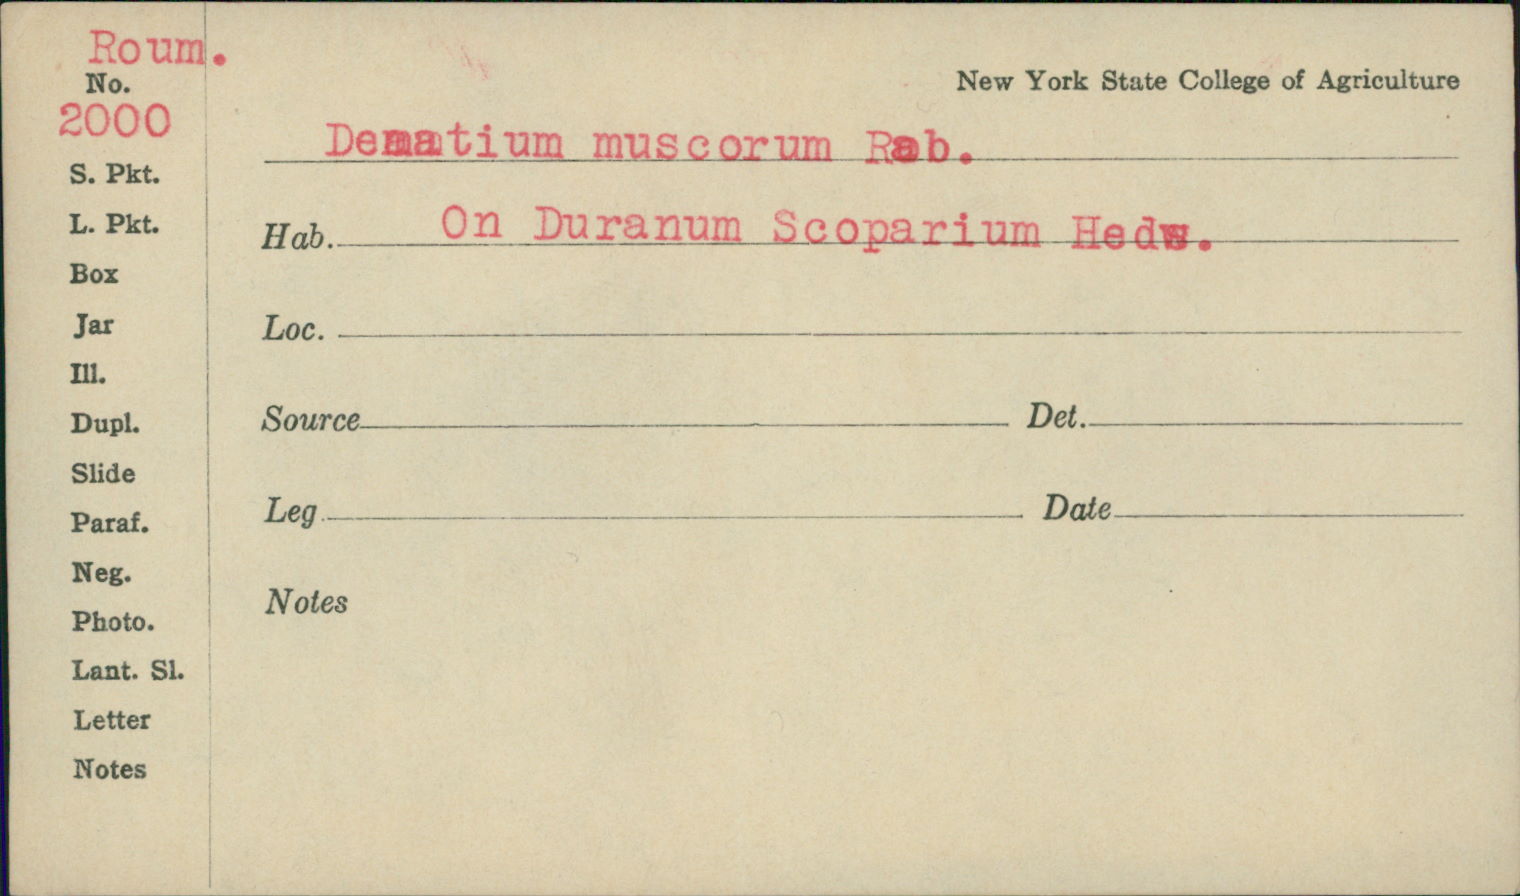 Roum.
No.
2000
New York State College of Agriculture
Dematium muscorum Rab.
S. Pkt.
L. Pkt.
Hab. On Duranum Scoparium Hedw.
Box
Jar
Loc.
Ill.
Dupl.
Source Det.
Slide
Paraf.
Leg Date
Neg.
Notes
Photo.
Lant. Sl.
Letter
Notes